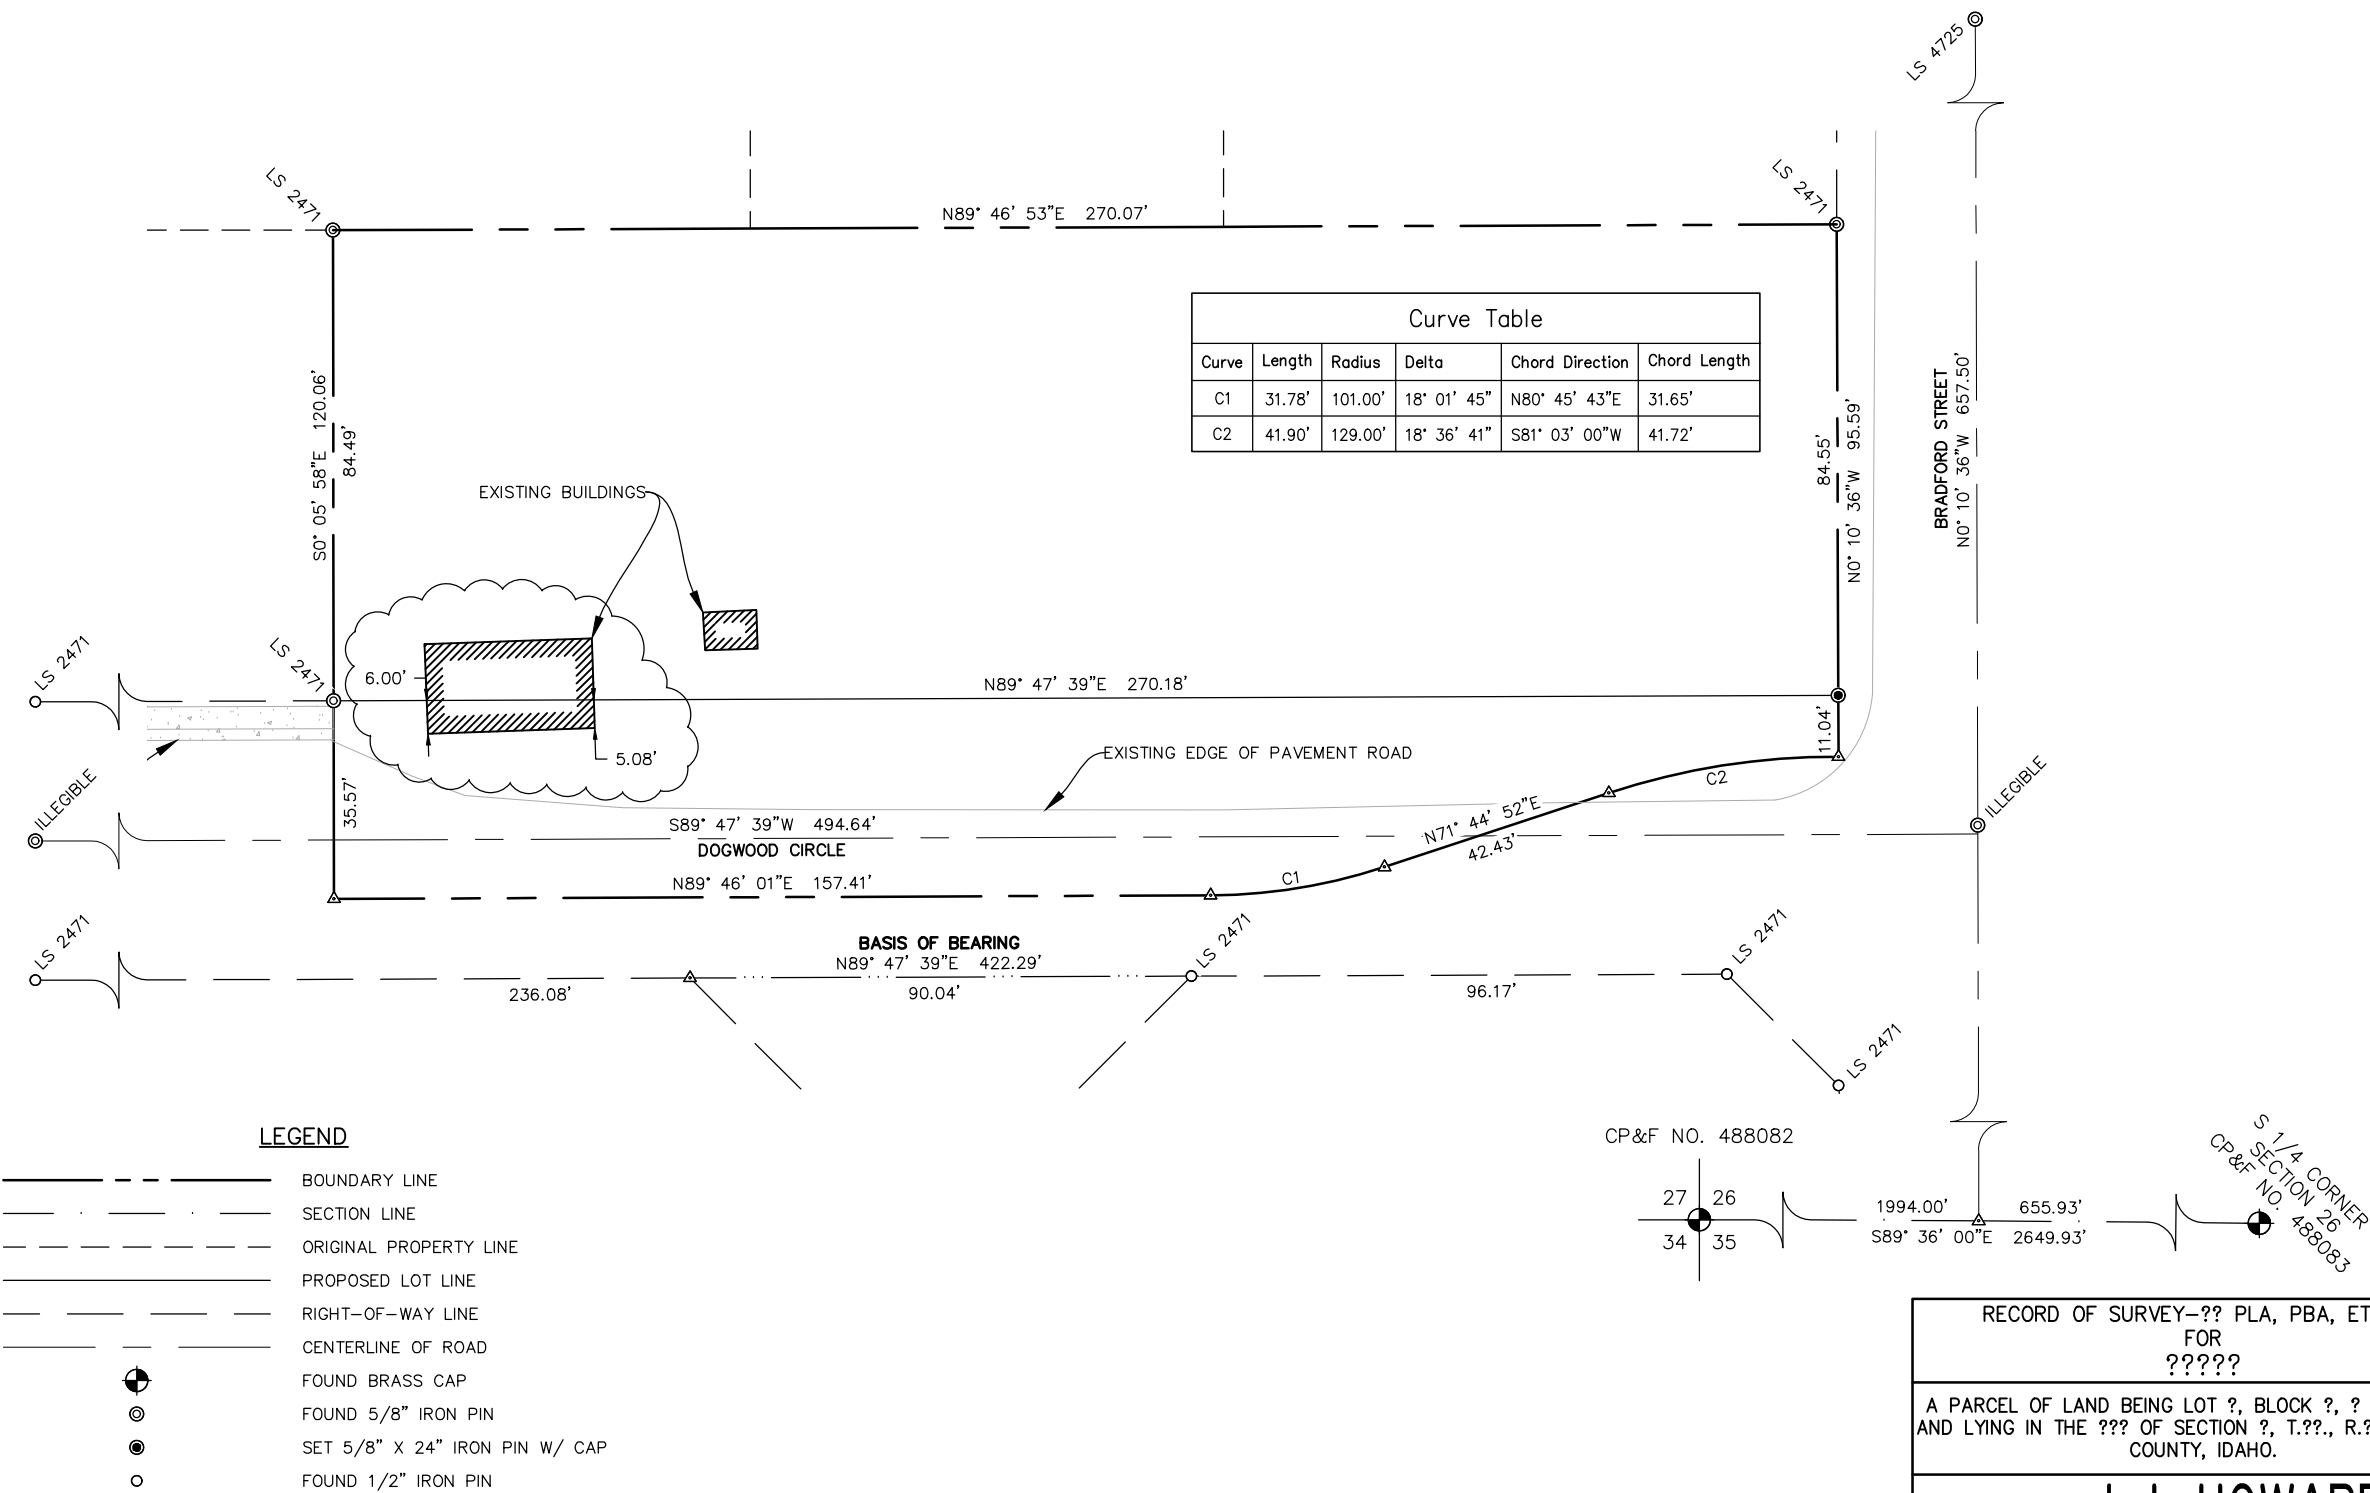 LS 4725
LS 2471
N89° 46' 53"E 270.07'
LS 2471
Curve Table
Curve Length Radius Delta Chord Direction Chord Length
C1 31.78' 101.00' 18° 01' 45" N80° 45' 43"E 31.65'
C2 41.90' 129.00' 18° 36' 41" S81° 03' 00"W 41.72'
S0° 05' 58"E 120.06'
84.49'
84.55'
N0° 10' 36"W 95.59'
BRADFORD STREET
N0° 10' 36"W 657.50'
EXISTING BUILDINGS
LS 2471
LS 2471
6.00'
N89° 47' 39"E 270.18'
11.04'
5.08'
EXISTING EDGE OF PAVEMENT ROAD
C2
ILLEGIBLE
35.57'
ILLEGIBLE
S89° 47' 39"W 494.64'
DOGWOOD CIRCLE
N71° 44' 52"E
42.43'
N89° 46' 01"E 157.41'
C1
LS 2471
BASIS OF BEARING
N89° 47' 39"E 422.29'
LS 2471
LS 2471
236.08'
90.04'
96.17'
LS 2471
LEGEND
BOUNDARY LINE
SECTION LINE
ORIGINAL PROPERTY LINE
PROPOSED LOT LINE
RIGHT-OF-WAY LINE
CENTERLINE OF ROAD
FOUND BRASS CAP
FOUND 5/8" IRON PIN
SET 5/8" X 24" IRON PIN W/ CAP
FOUND 1/2" IRON PIN
CP&F NO. 488082
27 26
34 35
1994.00' 655.93'
S89° 36' 00"E 2649.93'
S 1/4 CORNER
SECTION 26
CP&F NO. 488083
RECORD OF SURVEY-?? PLA, PBA, ET
FOR
?????
A PARCEL OF LAND BEING LOT ?, BLOCK ?, ?
AND LYING IN THE ??? OF SECTION ?, T.??., R.?
COUNTY, IDAHO.